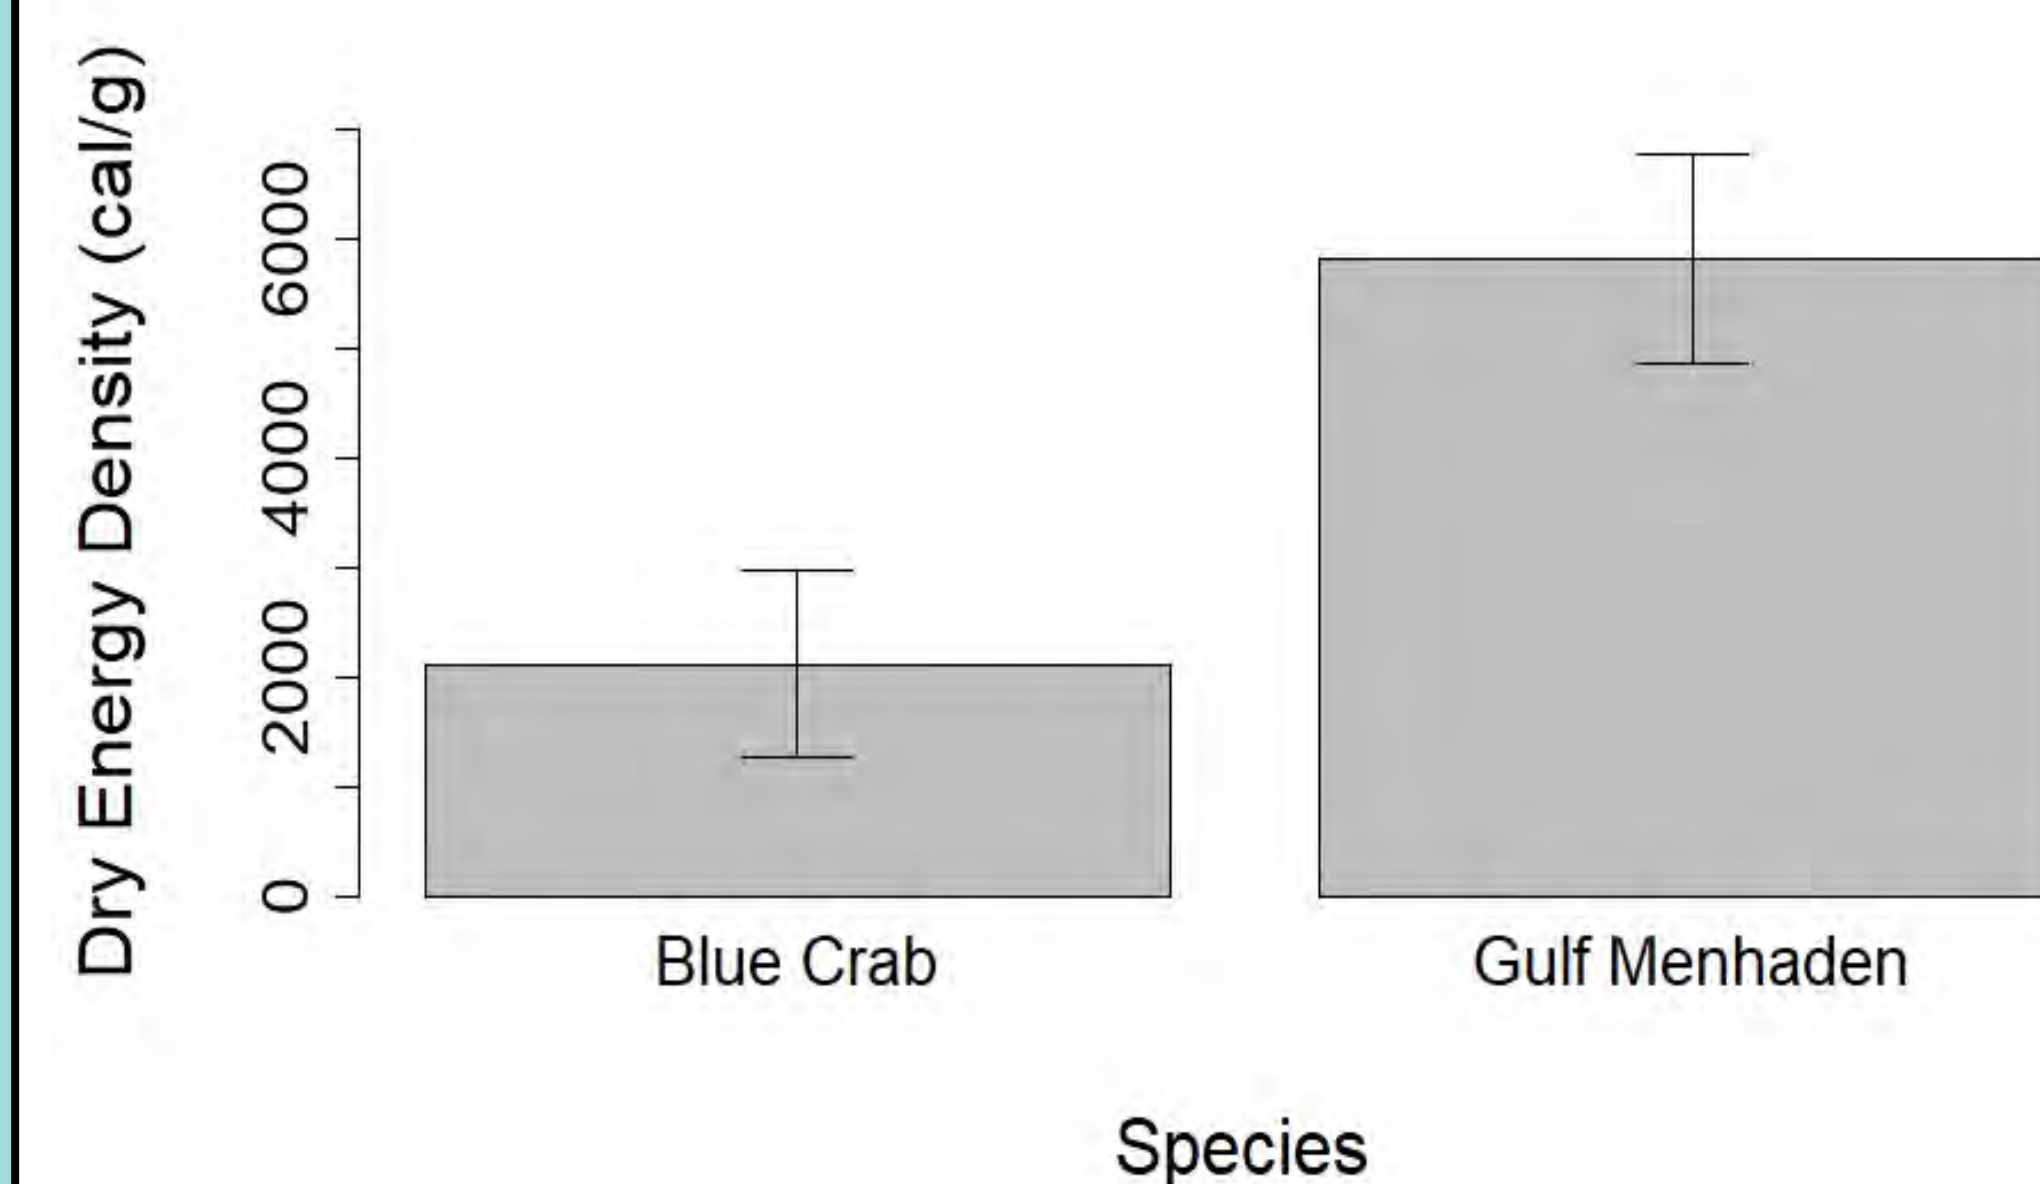 Dry Energy Density (cal/g)
6000
4000
2000
0
Blue Crab
Gulf Menhaden
Species